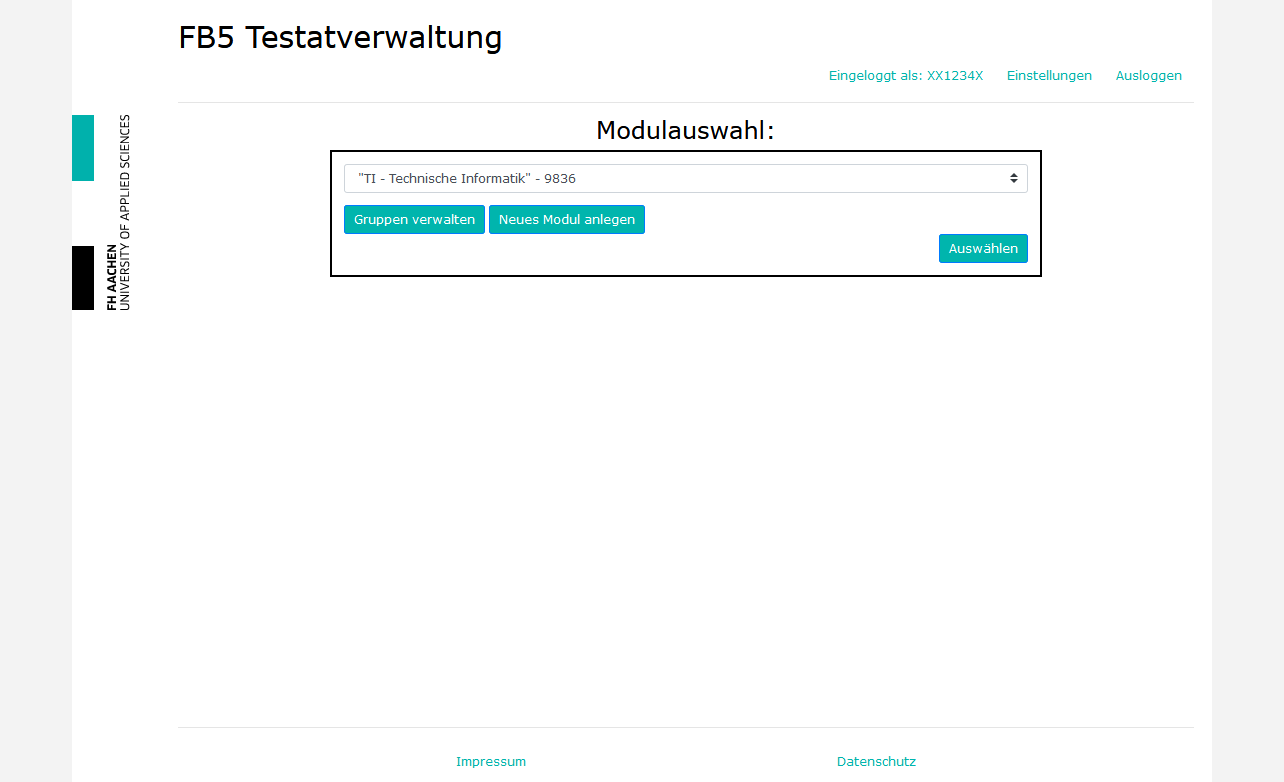 FB5 Testatverwaltung
Eingeloggt als: XX1234X Einstellungen Ausloggen
FH AACHEN
UNIVERSITY OF APPLIED SCIENCES
Modulauswahl:
"TI - Technische Informatik" - 9836
Gruppen verwalten Neues Modul anlegen
Auswählen
Impressum Datenschutz